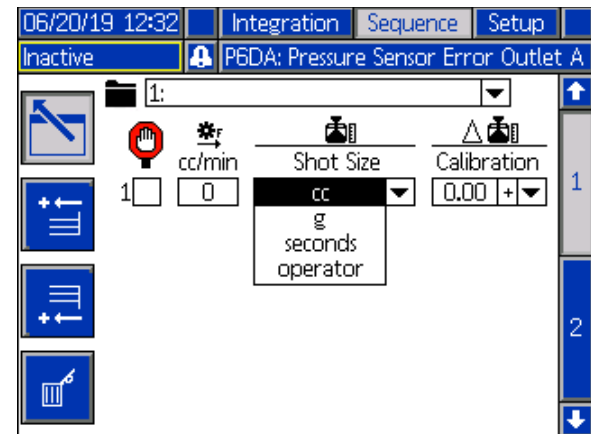 06/20/19 12:32 Integration Sequence Setup
Inactive P6DA: Pressure Sensor Error Outlet A
1:
F
cc/min Shot Size Calibration
1 0 cc 0.00 +
g
seconds
operator
1
2